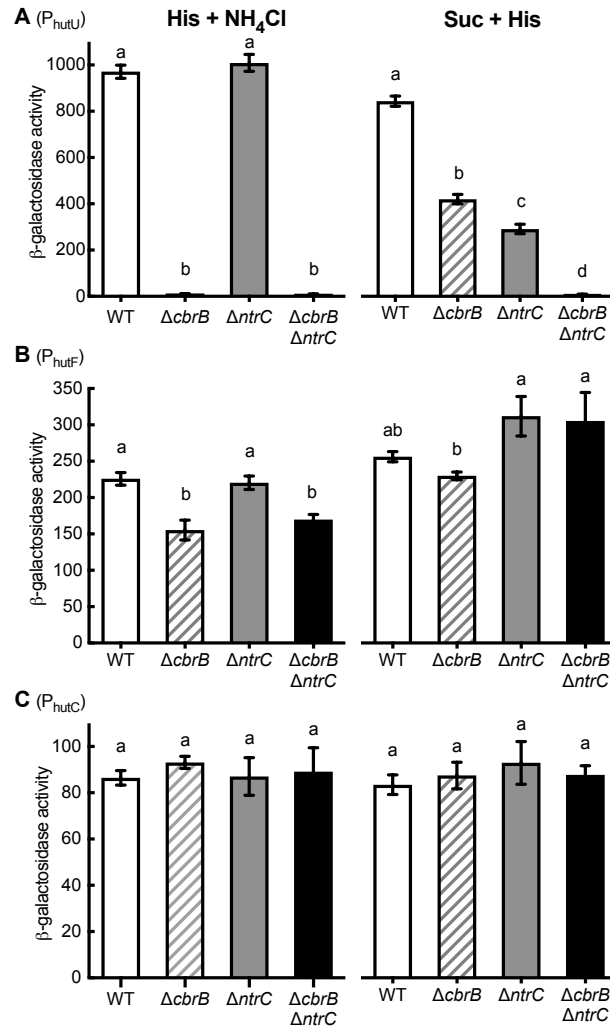 A (PhutU) His + NH4Cl Suc + His
β-galactosidase activity
1000
800
600
400
200
0
a
b
a
b
WT
ΔcbrB
ΔntrC
ΔcbrB
ΔntrC
a
b
c
d
WT
ΔcbrB
ΔntrC
ΔcbrB
ΔntrC
B (PhutF)
β-galactosidase activity
350
300
250
200
150
100
50
0
a
b
a
b
WT
ΔcbrB
ΔntrC
ΔcbrB
ΔntrC
ab
b
a
a
WT
ΔcbrB
ΔntrC
ΔcbrB
ΔntrC
C (PhutC)
β-galactosidase activity
100
80
60
40
20
0
a
a
a
a
WT
ΔcbrB
ΔntrC
ΔcbrB
ΔntrC
a
a
a
a
WT
ΔcbrB
ΔntrC
ΔcbrB
ΔntrC